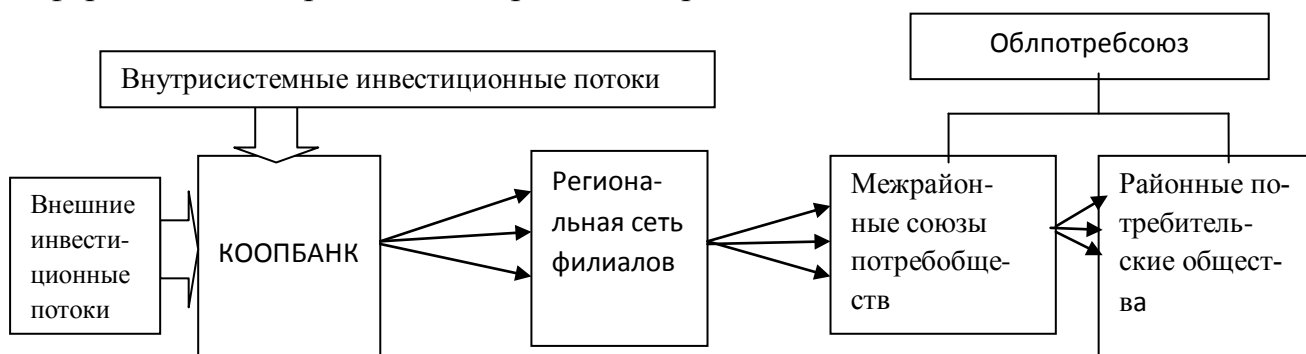 Облпотребсоюз
Внутрисистемные инвестиционные потоки
Внешние
инвести-
ционные
потоки
КООПБАНК
Региона-
льная сеть
филиалов
Межрайон-
ные союзы
потребобще-
ств
Районные по-
требитель-
ские общест-
ва